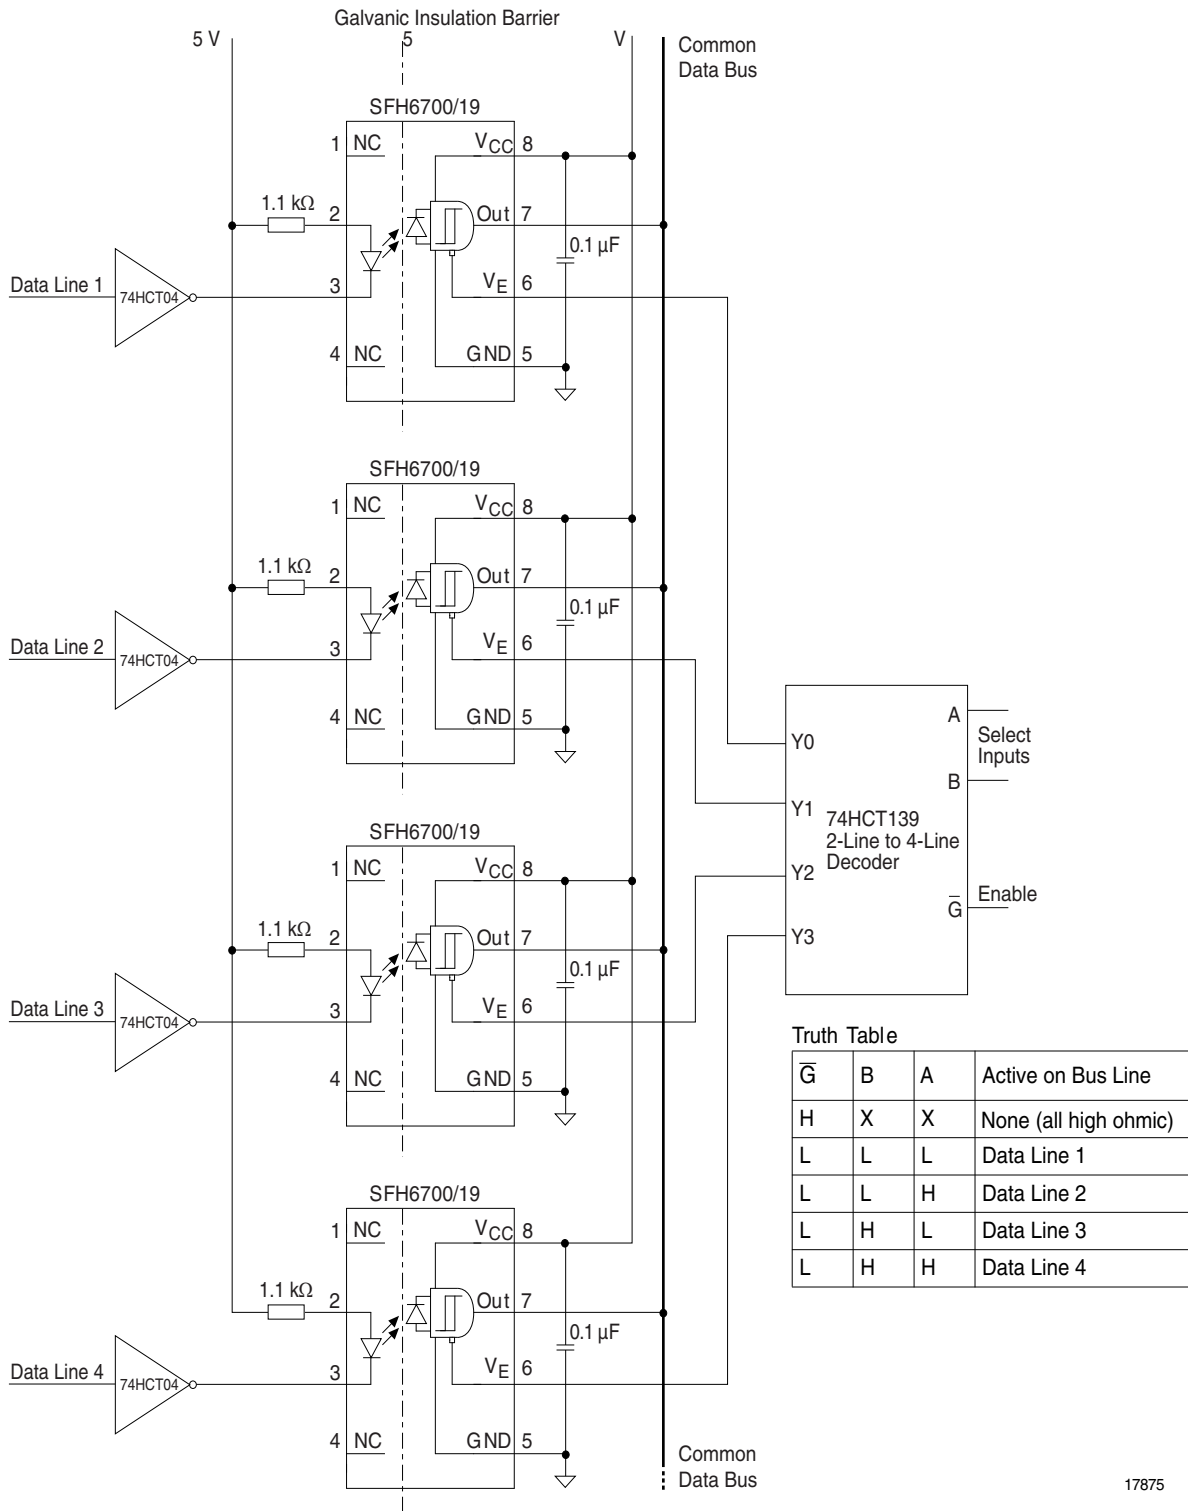 Galvanic Insulation Barrier
5 V
5
V
Common
Data Bus
SFH6700/19
1 NC
VCC 8
1.1 kΩ
2
Out 7
0.1 µF
Data Line 1
74HCT04
3
VE 6
4 NC
GND 5
SFH6700/19
1 NC
VCC 8
1.1 kΩ
2
Out 7
0.1 µF
Data Line 2
74HCT04
3
VE 6
4 NC
GND 5
SFH6700/19
1 NC
VCC 8
1.1 kΩ
2
Out 7
0.1 µF
Data Line 3
74HCT04
3
VE 6
4 NC
GND 5
SFH6700/19
1 NC
VCC 8
1.1 kΩ
2
Out 7
0.1 µF
Data Line 4
74HCT04
3
VE 6
4 NC
GND 5
Common
Data Bus
A
Select
Inputs
B
Y0
Y1
74HCT139
2-Line to 4-Line
Decoder
Y2
Y3
G̅
Enable
Truth Table
G̅ B A Active on Bus Line
H X X None (all high ohmic)
L L L Data Line 1
L L H Data Line 2
L H L Data Line 3
L H H Data Line 4
17875